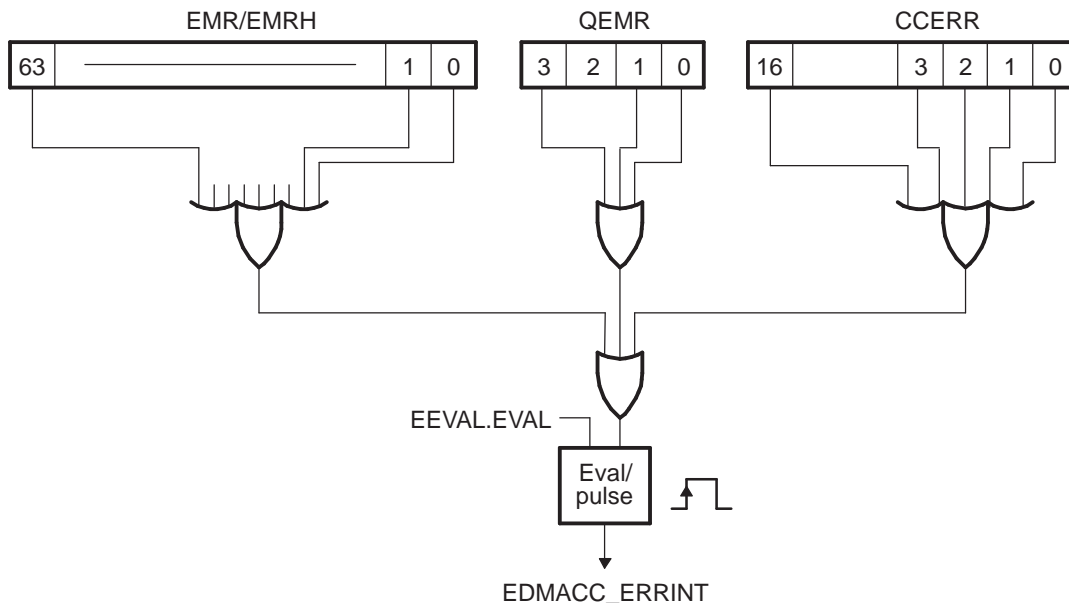 EMR/EMRH QEMR CCERR
63 1 0 3 2 1 0 16 3 2 1 0
EEVAL.EVAL
Eval/
pulse
EDMACC_ERRINT